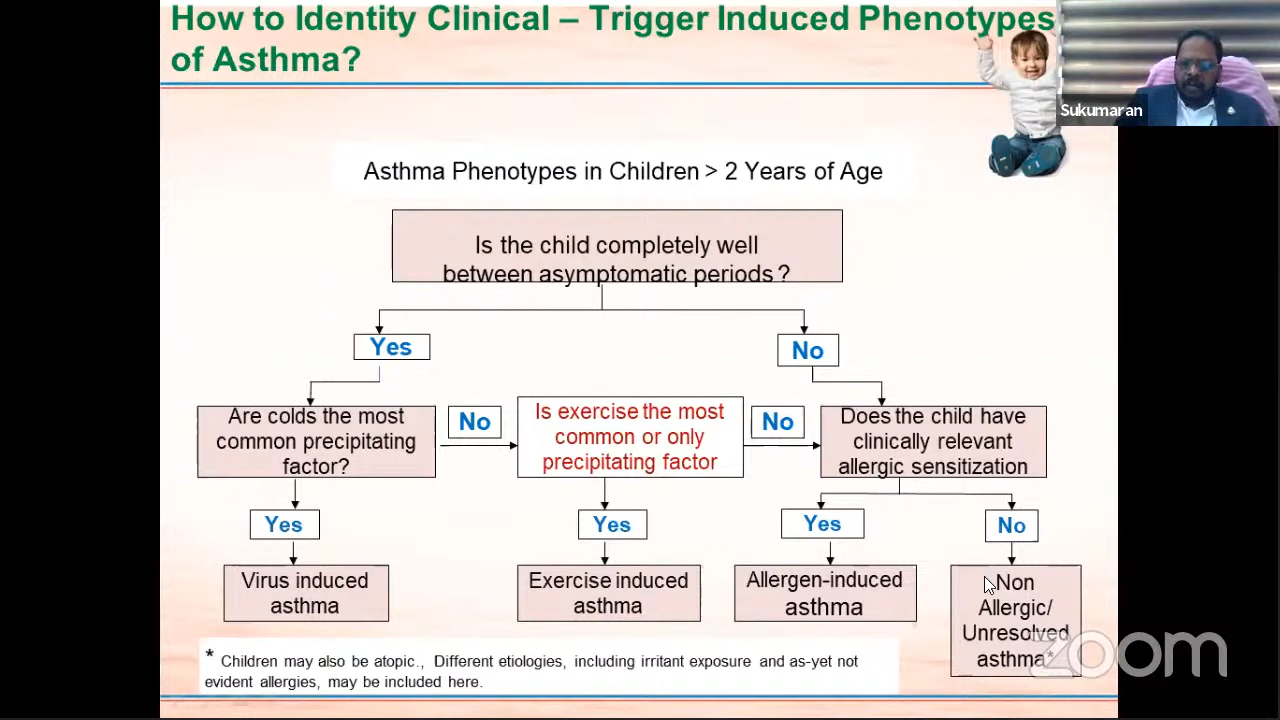 How to Identity Clinical – Trigger Induced Phenotypes
of Asthma?
Sukumaran
Asthma Phenotypes in Children > 2 Years of Age
Is the child completely well
between asymptomatic periods ?
Yes
No
Are colds the most
common precipitating
factor?
No
Is exercise the most
common or only
precipitating factor
No
Does the child have
clinically relevant
allergic sensitization
Yes
Yes
Yes
No
Virus induced
asthma
Exercise induced
asthma
Allergen-induced
asthma
Non
Allergic/
Unresolved
asthma*
* Children may also be atopic., Different etiologies, including irritant exposure and as-yet not
evident allergies, may be included here.
zoom